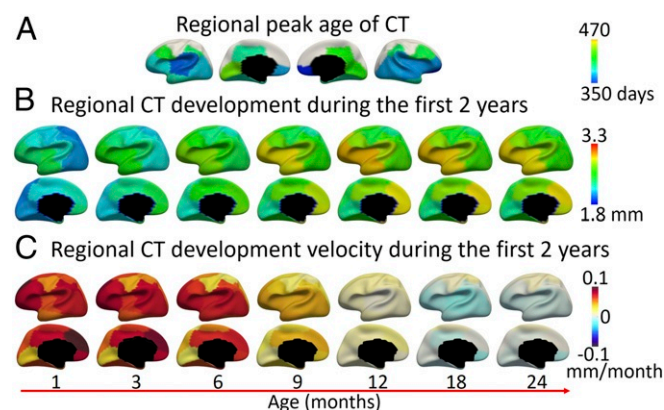 A
Regional peak age of CT
470
350 days
B Regional CT development during the first 2 years
3.3
1.8 mm
C Regional CT development velocity during the first 2 years
0.1
0
-0.1
mm/month
1 3 6 9 12 18 24
Age (months)